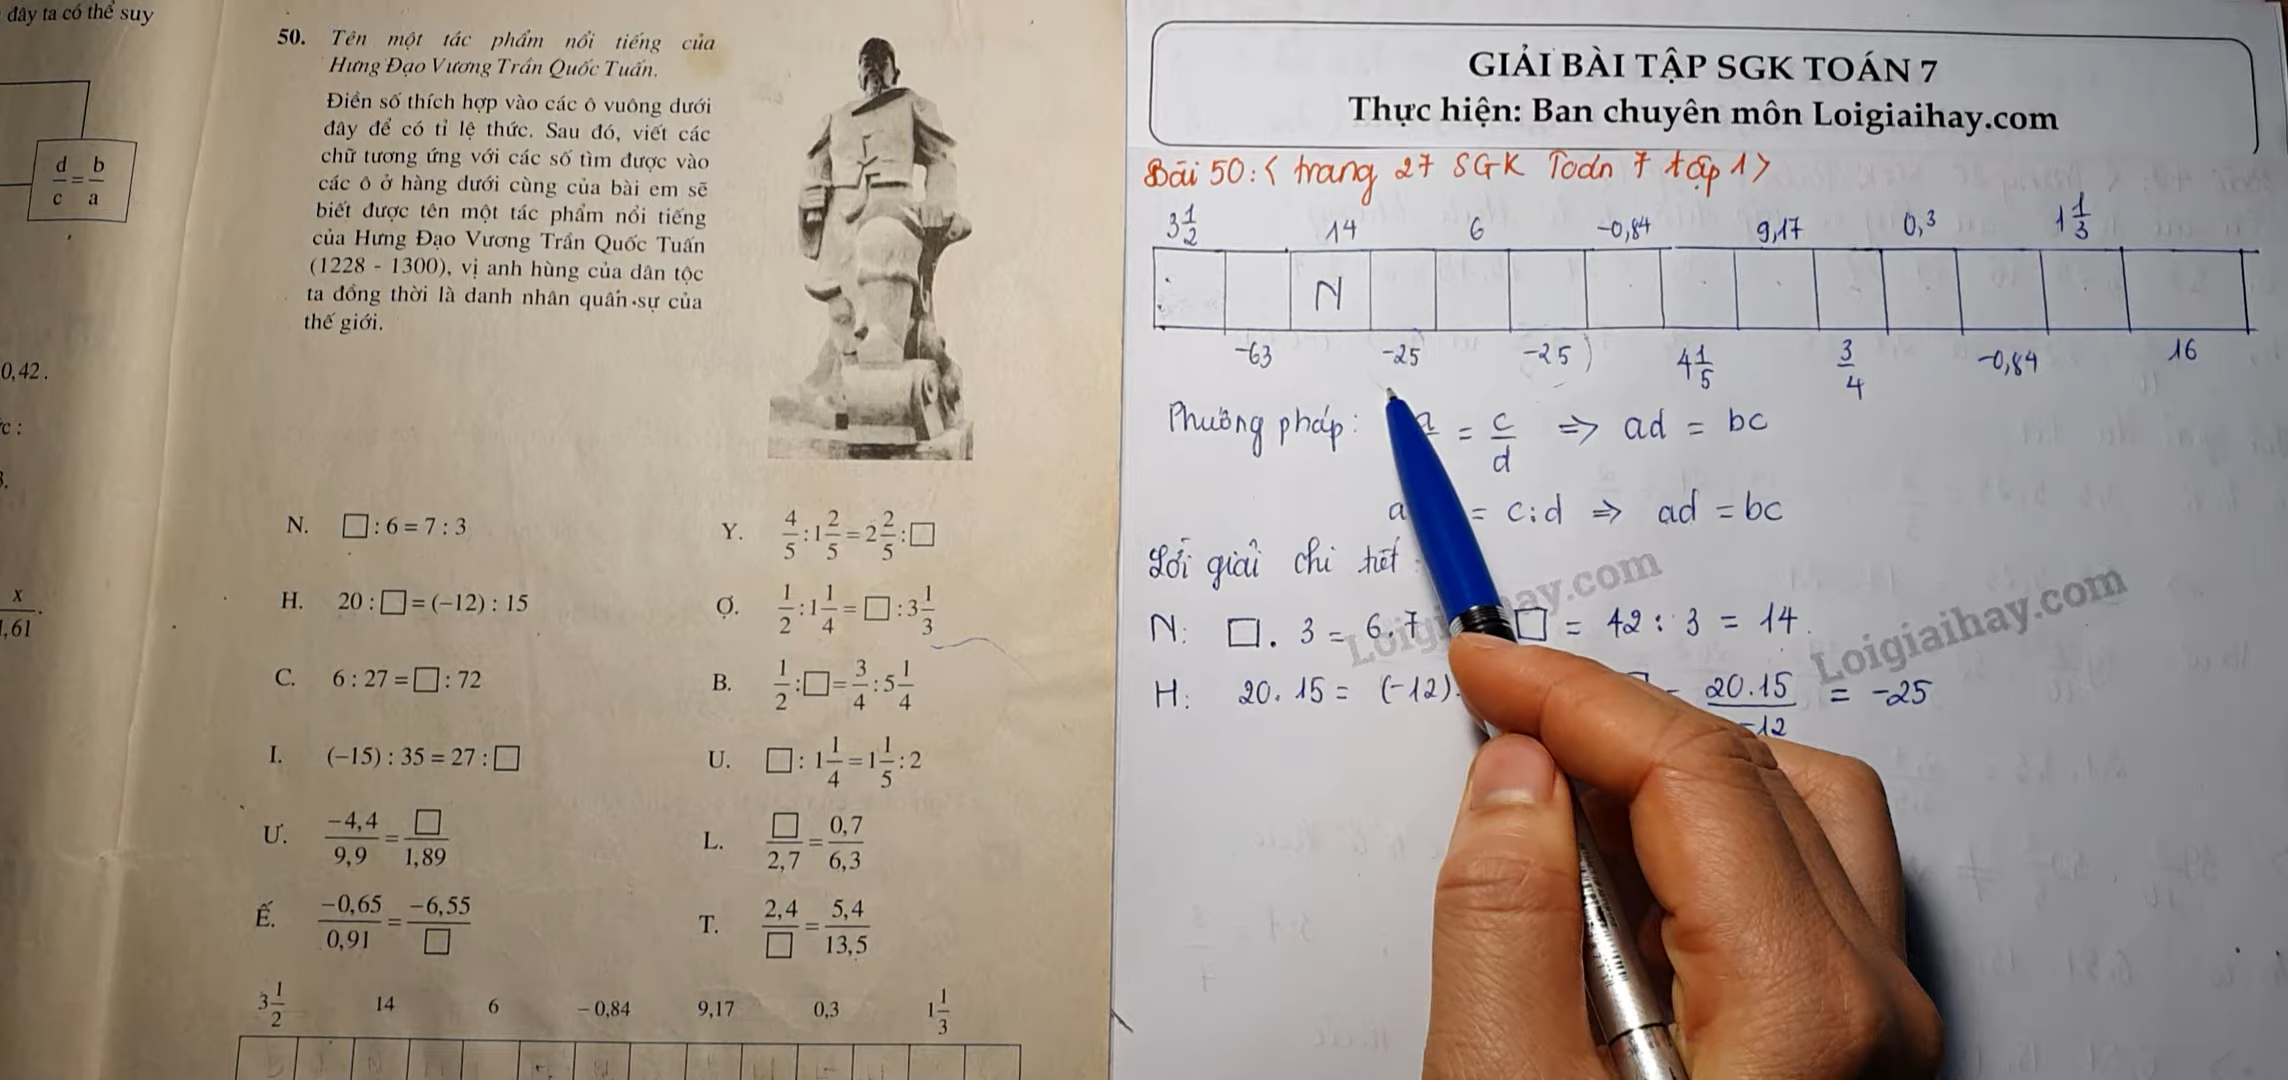 đây ta có thể suy
d/c = b/a
0,42 .
x
50. Tên một tác phẩm nổi tiếng của
Hưng Đạo Vương Trần Quốc Tuấn.
Điền số thích hợp vào các ô vuông dưới
đây để có tỉ lệ thức. Sau đó, viết các
chữ tương ứng với các số tìm được vào
các ô ở hàng dưới cùng của bài em sẽ
biết được tên một tác phẩm nổi tiếng
của Hưng Đạo Vương Trần Quốc Tuấn
(1228 - 1300), vị anh hùng của dân tộc
ta đồng thời là danh nhân quân sự của
thế giới.
N. □ : 6 = 7 : 3
Y. 4/5 : 1 2/5 = 2 2/5 : □
H. 20 : □ = (−12) : 15
Ợ. 1/2 : 1 1/4 = □ : 3 1/3
C. 6 : 27 = □ : 72
B. 1/2 : □ = 3/4 : 5 1/4
I. (−15) : 35 = 27 : □
U. □ : 1 1/4 = 1 1/5 : 2
Ư. −4,4/9,9 = □/1,89
L. □/2,7 = 0,7/6,3
Ế. −0,65/0,91 = −6,55/□
T. 2,4/□ = 5,4/13,5
3 1/2 14 6 −0,84 9,17 0,3 1 1/3
GIẢI BÀI TẬP SGK TOÁN 7
Thực hiện: Ban chuyên môn Loigiaihay.com
Bài 50: < trang 27 SGK Toán 7 tập 1 >
3 1/2 14 6 -0,84 9,17 0,3 1 1/3
N
-63 -25 -25 4 1/5 3/4 -0,84 16
Phương pháp: a = c/d => ad = bc
a = c:d => ad = bc
Lời giải chi tiết :
N: □. 3 = 6.7 □ = 42 : 3 = 14.
H: 20. 15 = (-12). 20.15/-12 = -25
Loigiaihay.com
Loigiaihay.com